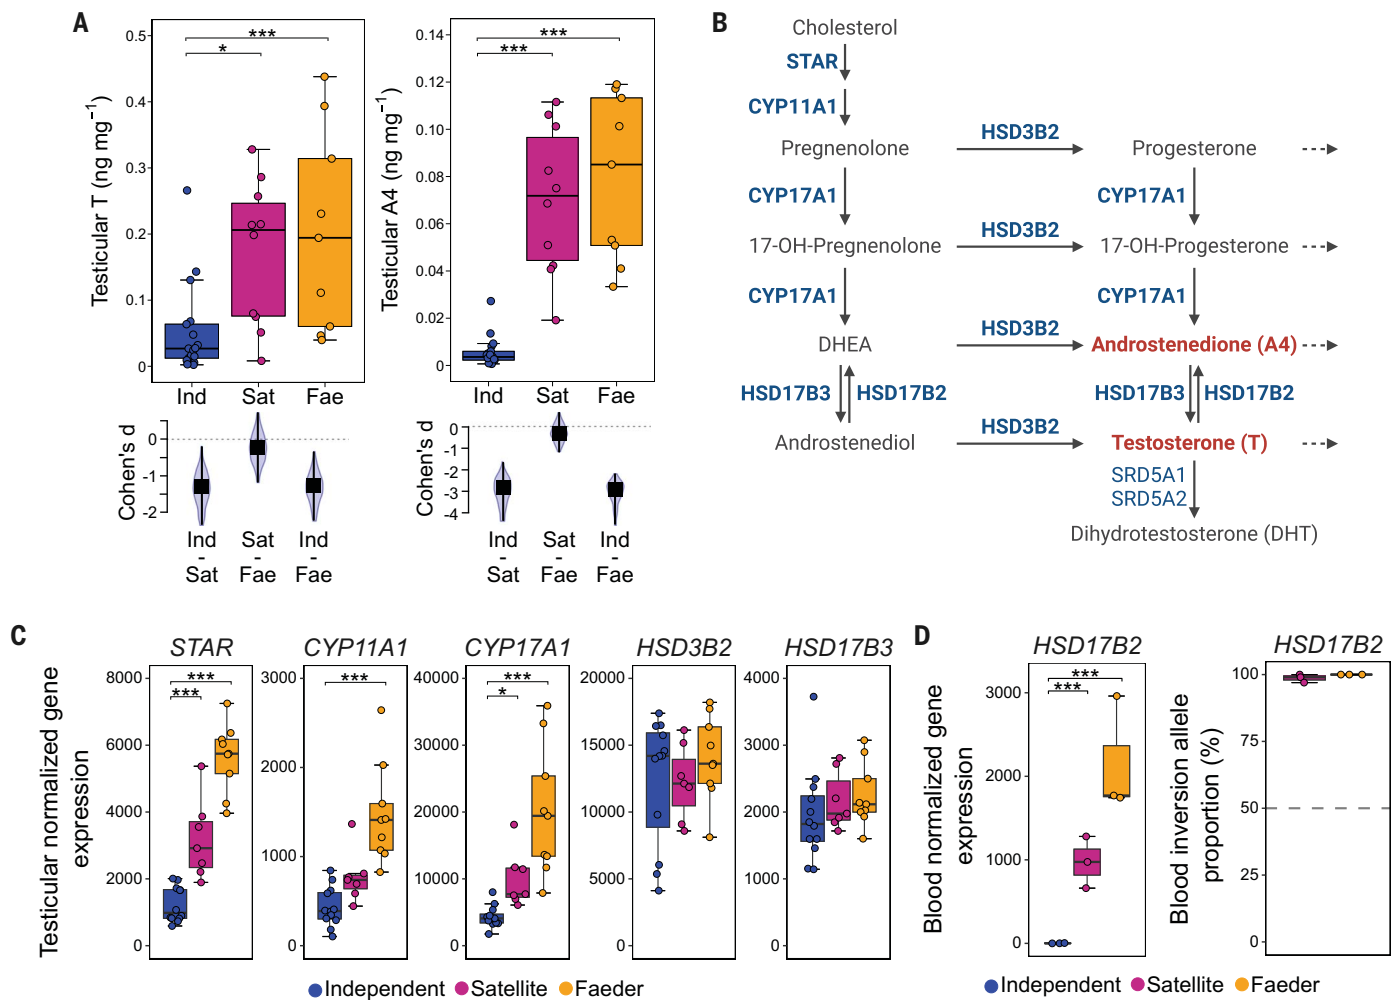 A
Testicular T (ng mg−1)
0.5
0.4
0.3
0.2
0.1
0
***
*
Ind Sat Fae
Cohen's d
0
-1
-2
Ind - Sat
Sat - Fae
Ind - Fae
Testicular A4 (ng mg−1)
0.14
0.12
0.10
0.08
0.06
0.04
0.02
0
***
***
Ind Sat Fae
Cohen's d
0
-1
-2
-3
-4
Ind - Sat
Sat - Fae
Ind - Fae
B
Cholesterol
STAR
CYP11A1
Pregnenolone HSD3B2 Progesterone
CYP17A1 CYP17A1
17-OH-Pregnenolone HSD3B2 17-OH-Progesterone
CYP17A1 CYP17A1
DHEA HSD3B2 Androstenedione (A4)
HSD17B3 HSD17B2 HSD17B3 HSD17B2
Androstenediol HSD3B2 Testosterone (T)
SRD5A1
SRD5A2
Dihydrotestosterone (DHT)
C
Testicular normalized gene
expression
STAR
8000
6000
4000
2000
0
***
***
CYP11A1
3000
2000
1000
0
***
CYP17A1
40000
30000
20000
10000
0
***
*
HSD3B2
20000
15000
10000
5000
0
HSD17B3
4000
3000
2000
1000
0
Independent Satellite Faeder
D
Blood normalized gene
expression
HSD17B2
3000
2000
1000
0
***
***
Blood inversion allele
proportion (%)
HSD17B2
100
75
50
25
0
Independent Satellite Faeder